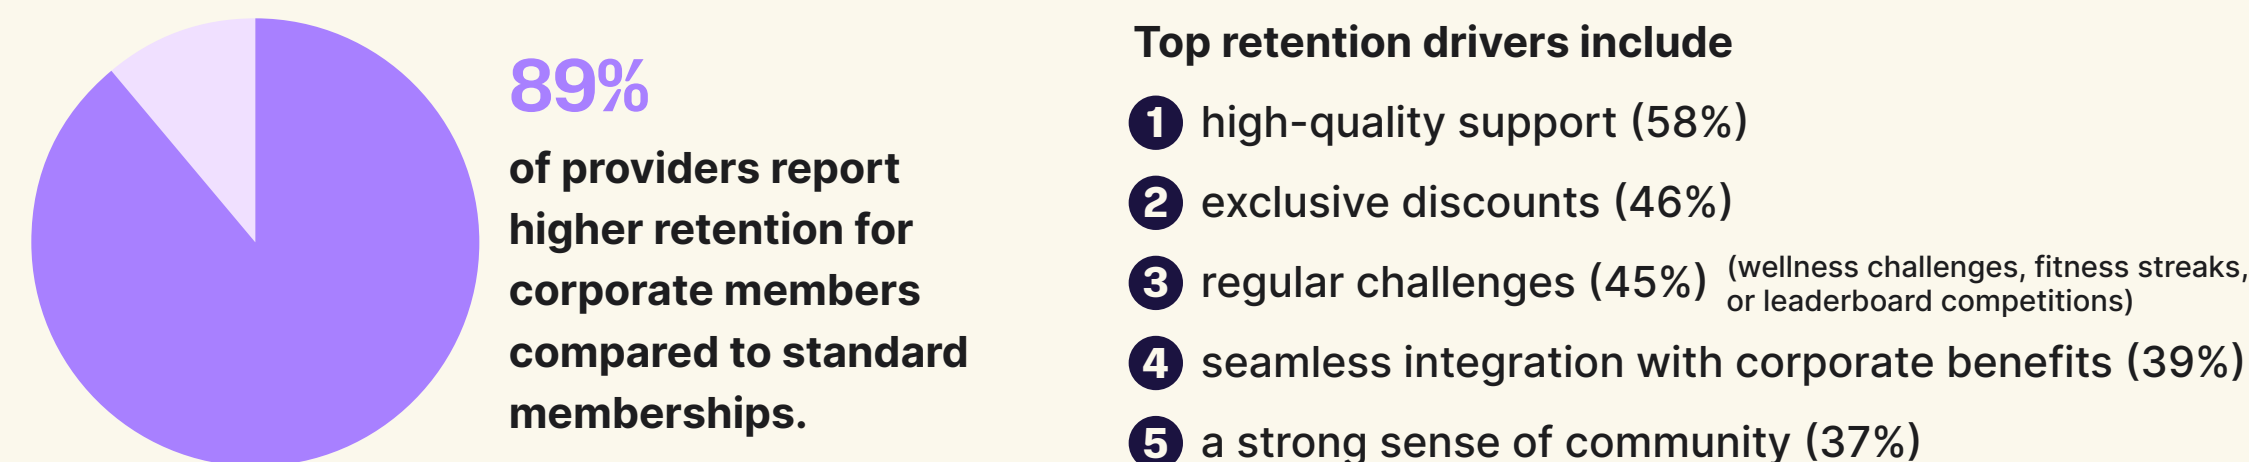 89%
of providers report
higher retention for
corporate members
compared to standard
memberships.
Top retention drivers include
1 high-quality support (58%)
2 exclusive discounts (46%)
3 regular challenges (45%) (wellness challenges, fitness streaks,
or leaderboard competitions)
4 seamless integration with corporate benefits (39%)
5 a strong sense of community (37%)